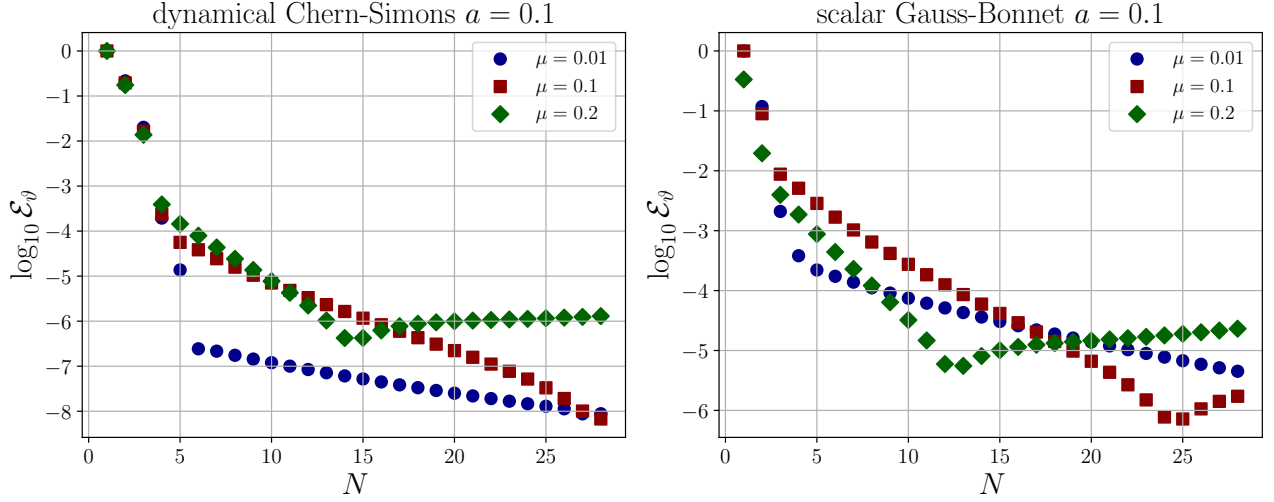 dynamical Chern-Simons a = 0.1
0
−1
−2
−3
−4
−5
−6
−7
−8
log₁₀ ℰ_ϑ
0 5 10 15 20 25
N
μ = 0.01
μ = 0.1
μ = 0.2
scalar Gauss-Bonnet a = 0.1
0
−1
−2
−3
−4
−5
−6
log₁₀ ℰ_ϑ
0 5 10 15 20 25
N
μ = 0.01
μ = 0.1
μ = 0.2